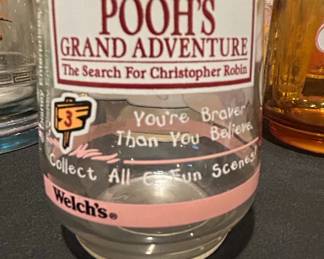 POOH'S
GRAND ADVENTURE
The Search For Christopher Robin
3
You're Braver
Than You Believe
Collect All 6 Fun Scenes!
Welch's®